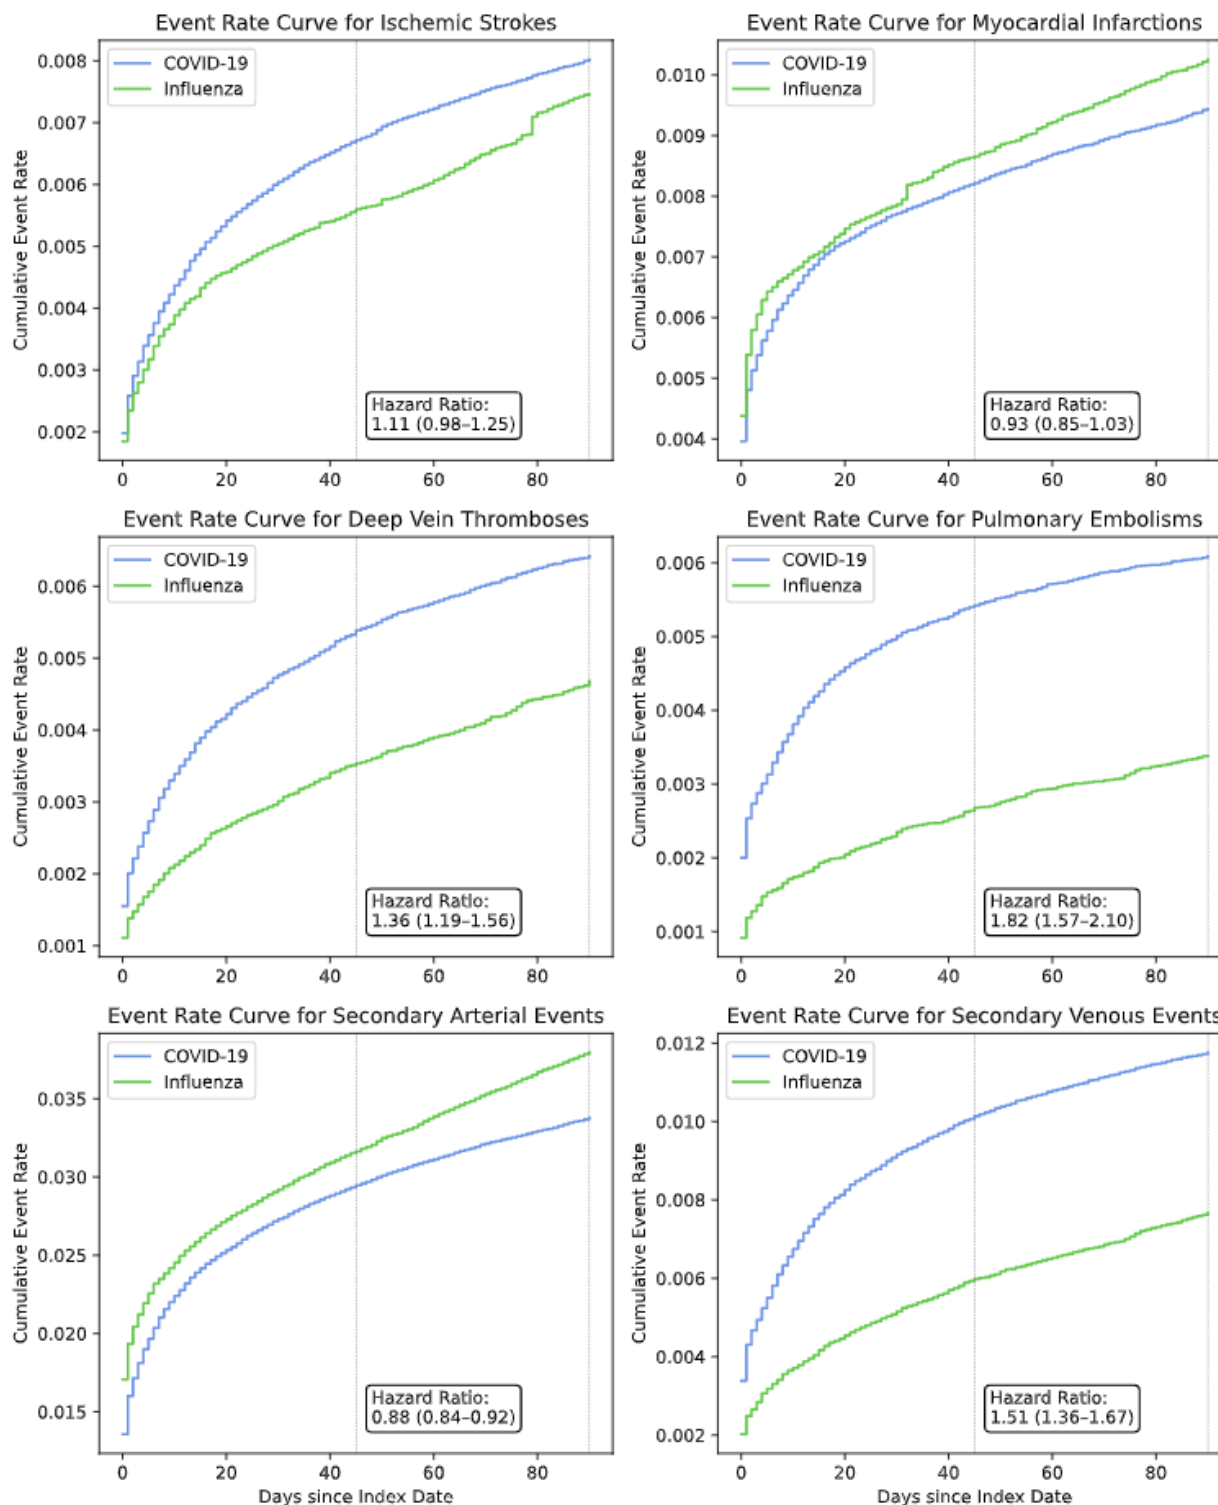 Event Rate Curve for Ischemic Strokes
COVID-19
Influenza
0.008
0.007
0.006
0.005
0.004
0.003
0.002
Cumulative Event Rate
Hazard Ratio:
1.11 (0.98–1.25)
0 20 40 60 80
Event Rate Curve for Myocardial Infarctions
COVID-19
Influenza
0.010
0.009
0.008
0.007
0.006
0.005
0.004
Cumulative Event Rate
Hazard Ratio:
0.93 (0.85–1.03)
0 20 40 60 80
Event Rate Curve for Deep Vein Thromboses
COVID-19
Influenza
0.006
0.005
0.004
0.003
0.002
0.001
Cumulative Event Rate
Hazard Ratio:
1.36 (1.19–1.56)
0 20 40 60 80
Event Rate Curve for Pulmonary Embolisms
COVID-19
Influenza
0.006
0.005
0.004
0.003
0.002
0.001
Cumulative Event Rate
Hazard Ratio:
1.82 (1.57–2.10)
0 20 40 60 80
Event Rate Curve for Secondary Arterial Events
COVID-19
Influenza
0.035
0.030
0.025
0.020
0.015
Cumulative Event Rate
Hazard Ratio:
0.88 (0.84–0.92)
0 20 40 60 80
Days since Index Date
Event Rate Curve for Secondary Venous Events
COVID-19
Influenza
0.012
0.010
0.008
0.006
0.004
0.002
Cumulative Event Rate
Hazard Ratio:
1.51 (1.36–1.67)
0 20 40 60 80
Days since Index Date